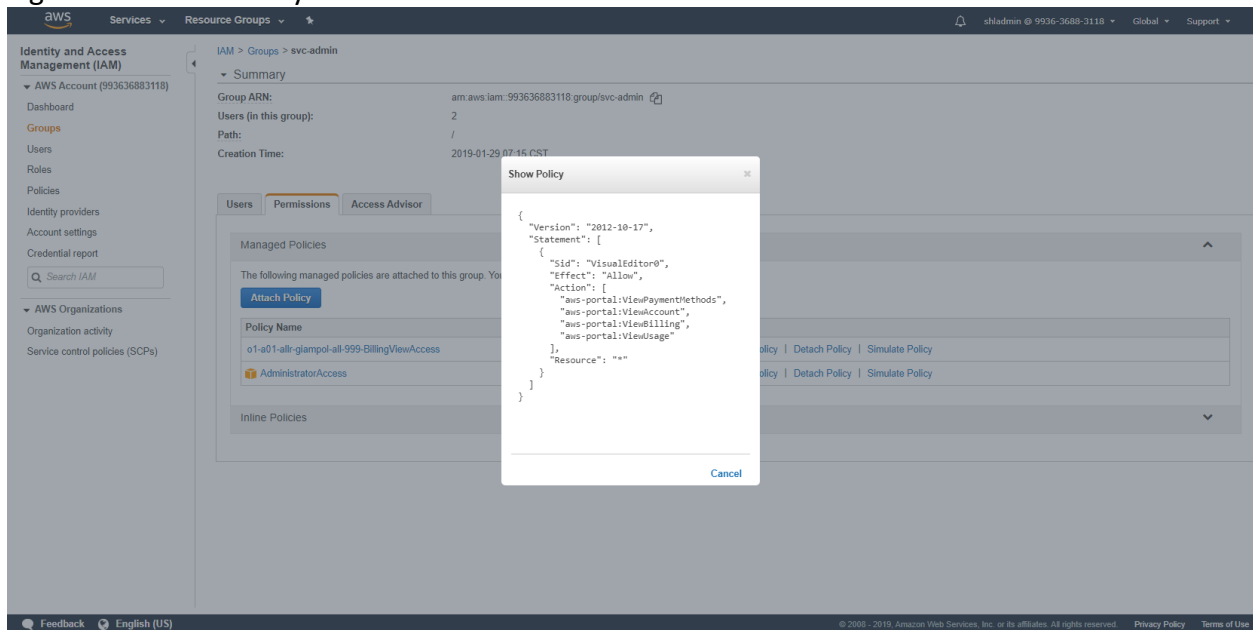 aws Services Resource Groups shladmin @ 9936-3688-3118 Global Support
Identity and Access Management (IAM)
AWS Account (993636883118)
Dashboard
Groups
Users
Roles
Policies
Identity providers
Account settings
Credential report
Search IAM
AWS Organizations
Organization activity
Service control policies (SCPs)
IAM > Groups > svc-admin
Summary
Group ARN: arn:aws:iam::993636883118:group/svc-admin
Users (in this group): 2
Path: /
Creation Time: 2019-01-29 07:15 CST
Users Permissions Access Advisor
Managed Policies
The following managed policies are attached to this group. You
Attach Policy
Policy Name
o1-a01-allr-giampol-all-999-BillingViewAccess olicy | Detach Policy | Simulate Policy
AdministratorAccess olicy | Detach Policy | Simulate Policy
Inline Policies
Show Policy
{
"Version": "2012-10-17",
"Statement": [
{
"Sid": "VisualEditor0",
"Effect": "Allow",
"Action": [
"aws-portal:ViewPaymentMethods",
"aws-portal:ViewAccount",
"aws-portal:ViewBilling",
"aws-portal:ViewUsage"
],
"Resource": "*"
}
]
}
Cancel
Feedback English (US) © 2008 - 2019, Amazon Web Services, Inc. or its affiliates. All rights reserved. Privacy Policy Terms of Use